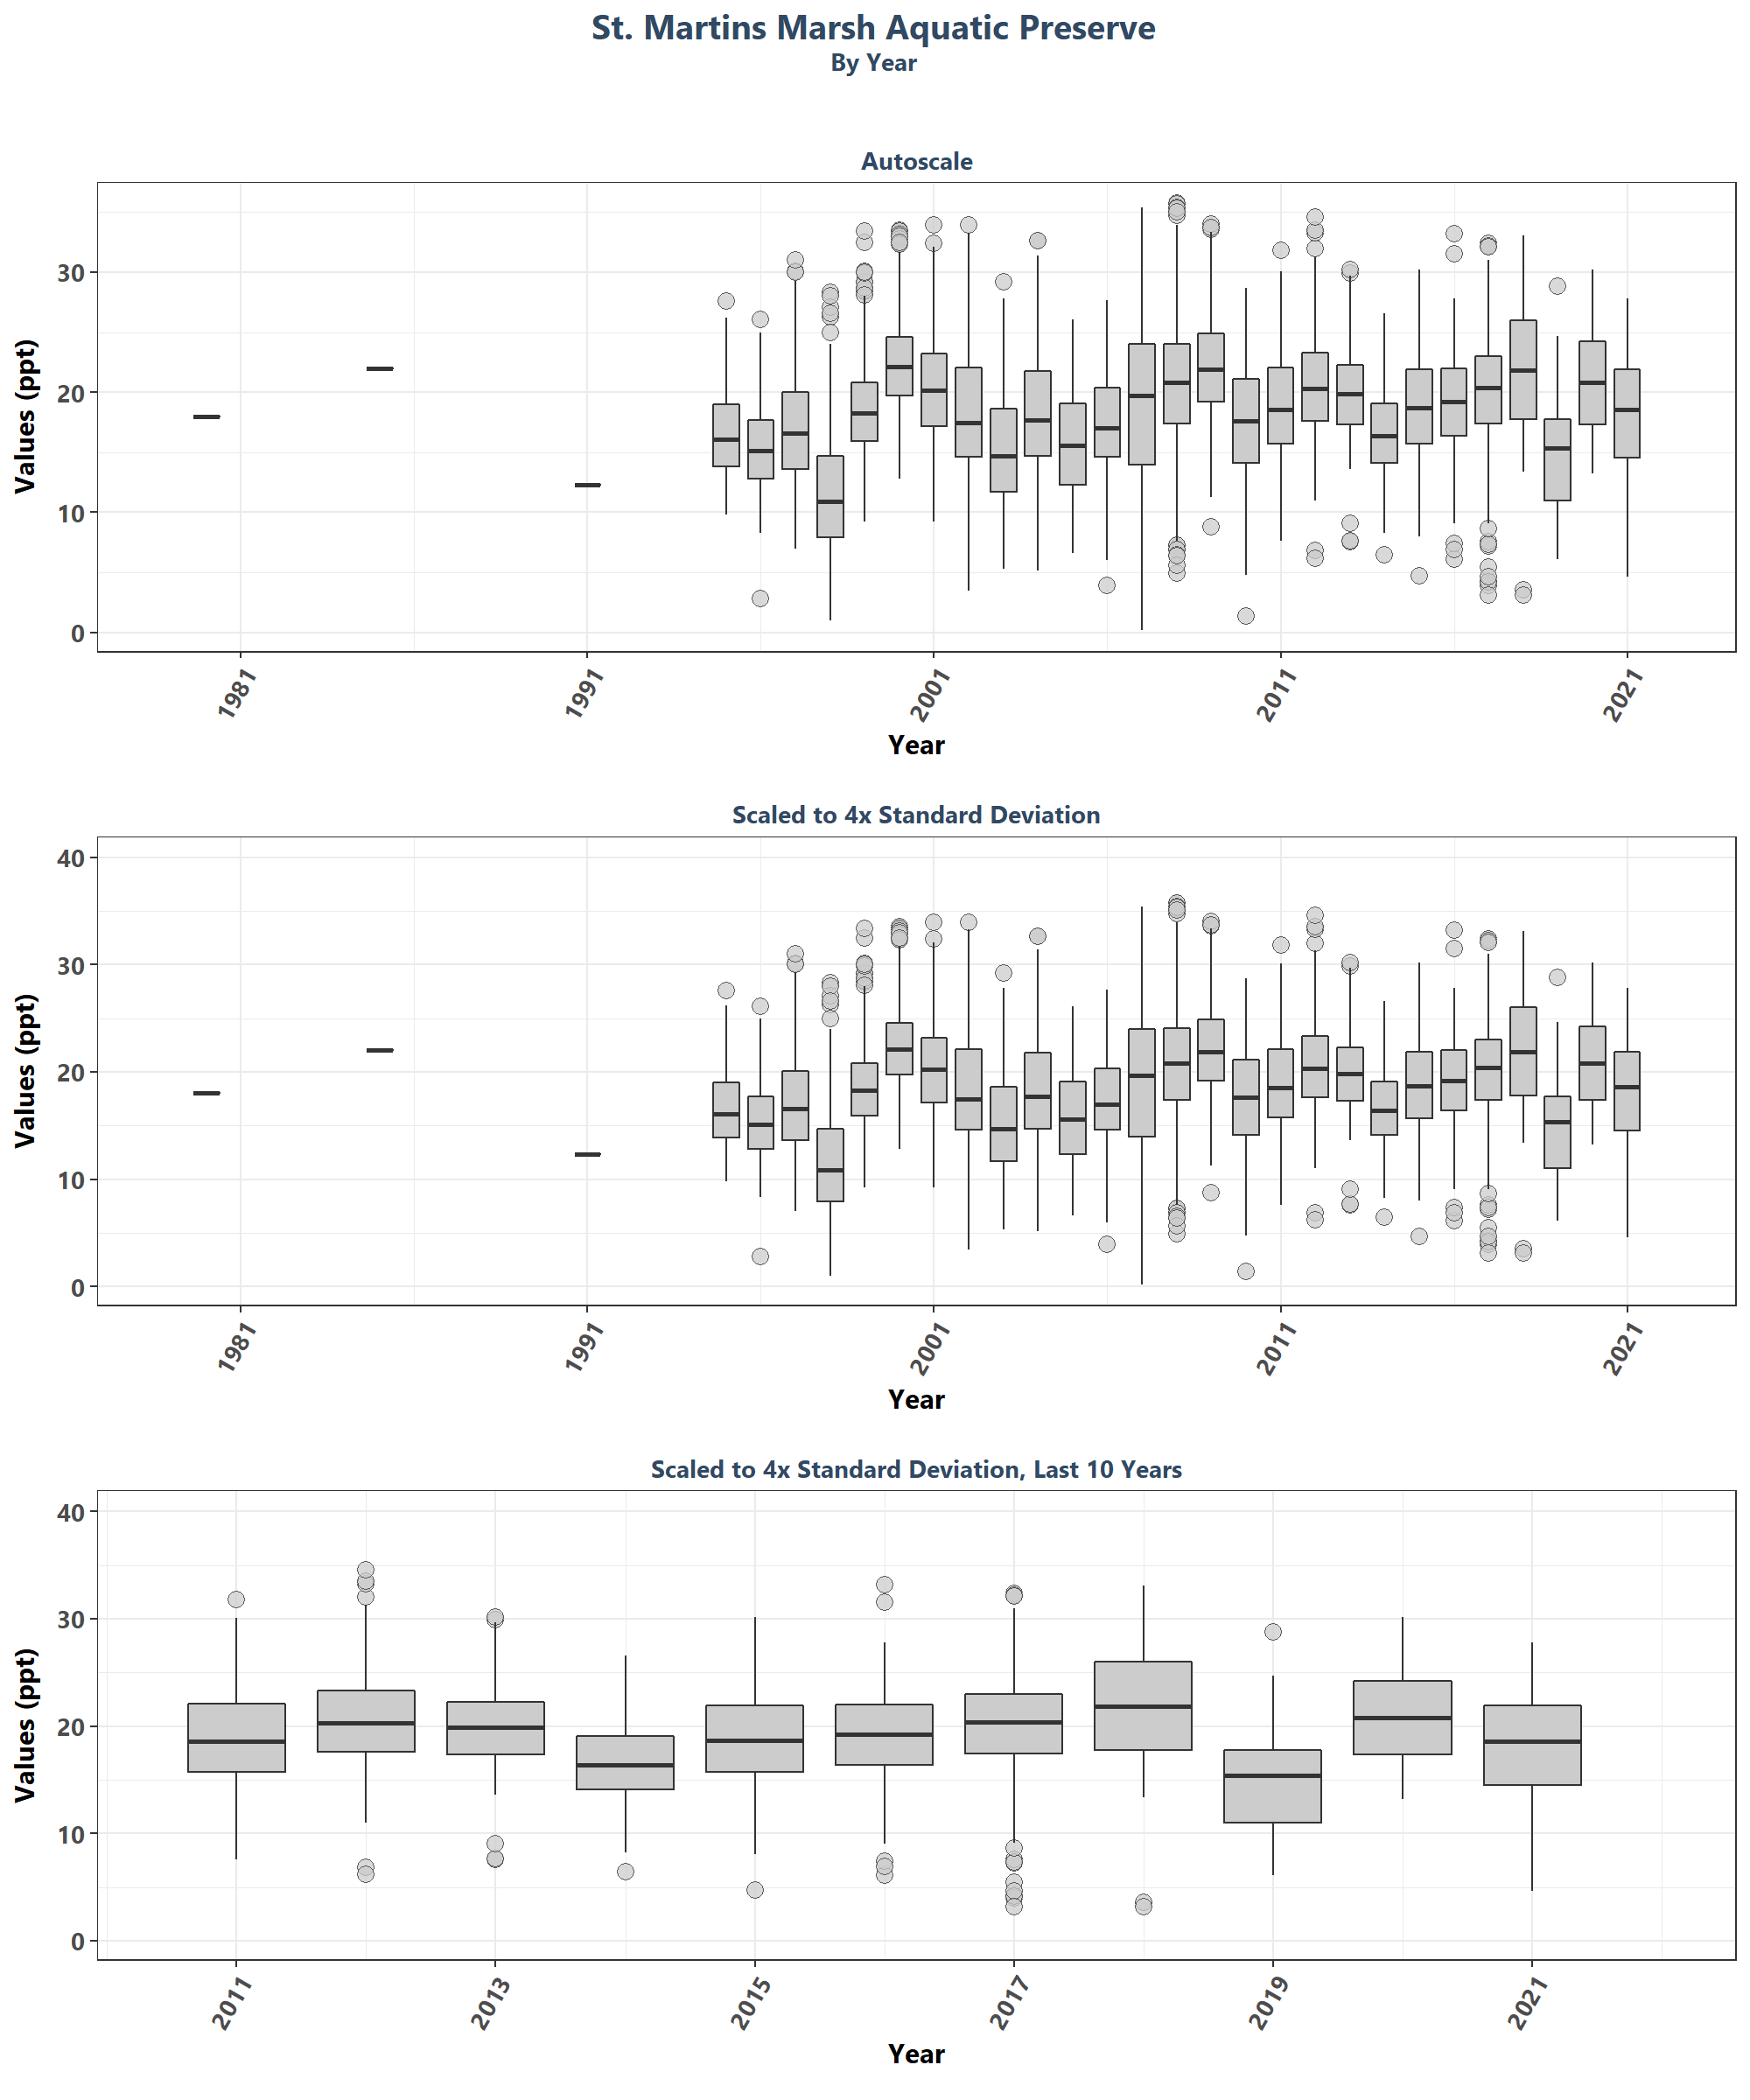 St. Martins Marsh Aquatic Preserve
By Year
Autoscale
Values (ppt)
30
20
10
0
1981
1991
2001
2011
2021
Year
Scaled to 4x Standard Deviation
Values (ppt)
40
30
20
10
0
1981
1991
2001
2011
2021
Year
Scaled to 4x Standard Deviation, Last 10 Years
Values (ppt)
40
30
20
10
0
2011
2013
2015
2017
2019
2021
Year